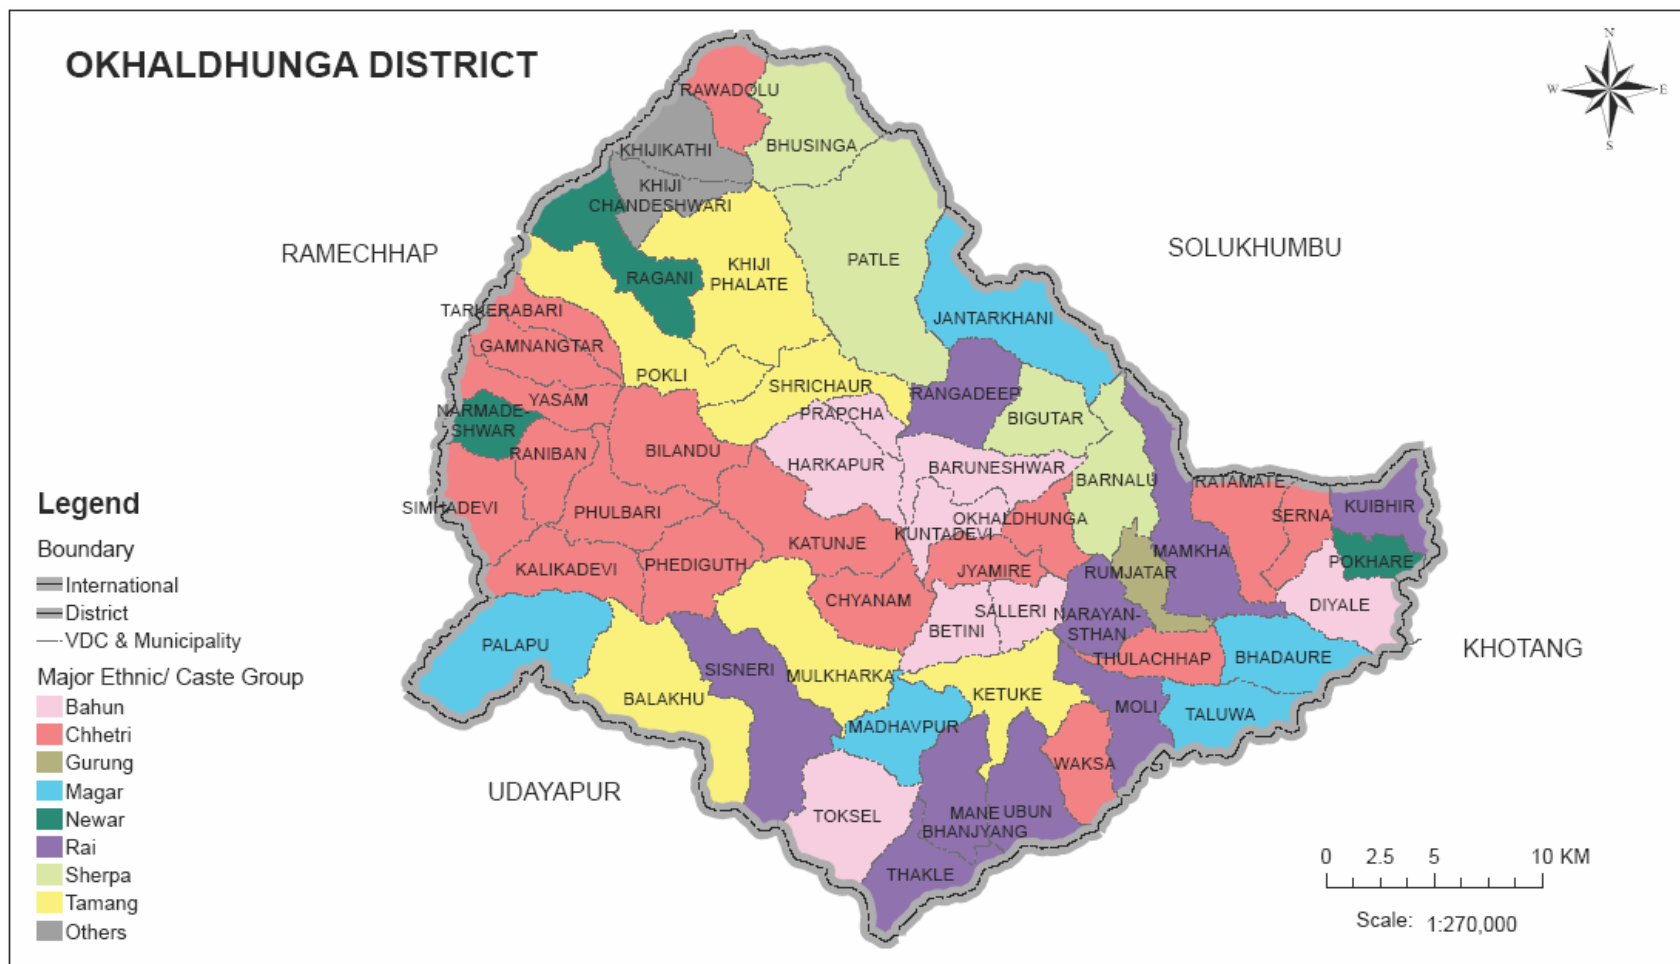 OKHALDHUNGA DISTRICT
N
W
E
S
RAWADOLU
BHUSINGA
KHIJIKATHI
KHIJI
CHANDESHWARI
RAMECHHAP
SOLUKHUMBU
RAGANI
KHIJI
PHALATE
PATLE
TARKERABARI
JANTARKHANI
GAMNANGTAR
POKLI
SHRICHAUR
RANGADEEP
YASAM
NARMADE-
SHWAR
PRAPCHA
BIGUTAR
RANIBAN
BILANDU
HARKAPUR
BARUNESHWAR
BARNALU
RATAMATE
SIMHADEVI
PHULBARI
OKHALDHUNGA
SERNA
KUIBHIR
KUNTADEVI
KATUNJE
MAMKHA
POKHARE
KALIKADEVI
PHEDIGUTH
JYAMIRE
RUMJATAR
CHYANAM
SALLERI
NARAYAN-
STHAN
DIYALE
BETINI
PALAPU
SISNERI
MULKHARKA
THULACHHAP
BHADAURE
KHOTANG
BALAKHU
KETUKE
MOLI
TALUWA
MADHAVPUR
WAKSA
UDAYAPUR
TOKSEL
MANE
BHANJYANG
UBUN
THAKLE
Legend
Boundary
International
District
VDC & Municipality
Major Ethnic/ Caste Group
Bahun
Chhetri
Gurung
Magar
Newar
Rai
Sherpa
Tamang
Others
0 2.5 5 10 KM
Scale: 1:270,000